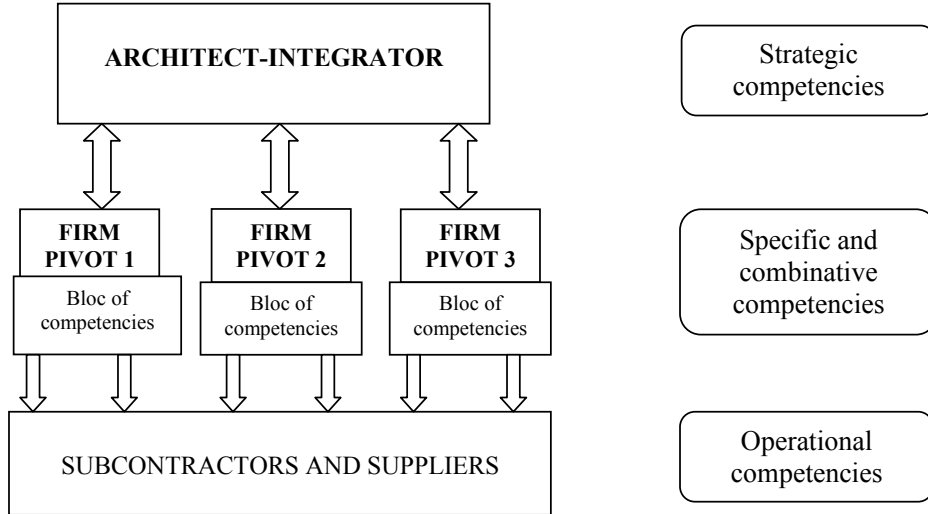 ARCHITECT-INTEGRATOR
Strategic
competencies
FIRM
PIVOT 1
Bloc of
competencies
FIRM
PIVOT 2
Bloc of
competencies
FIRM
PIVOT 3
Bloc of
competencies
Specific and
combinative
competencies
SUBCONTRACTORS AND SUPPLIERS
Operational
competencies